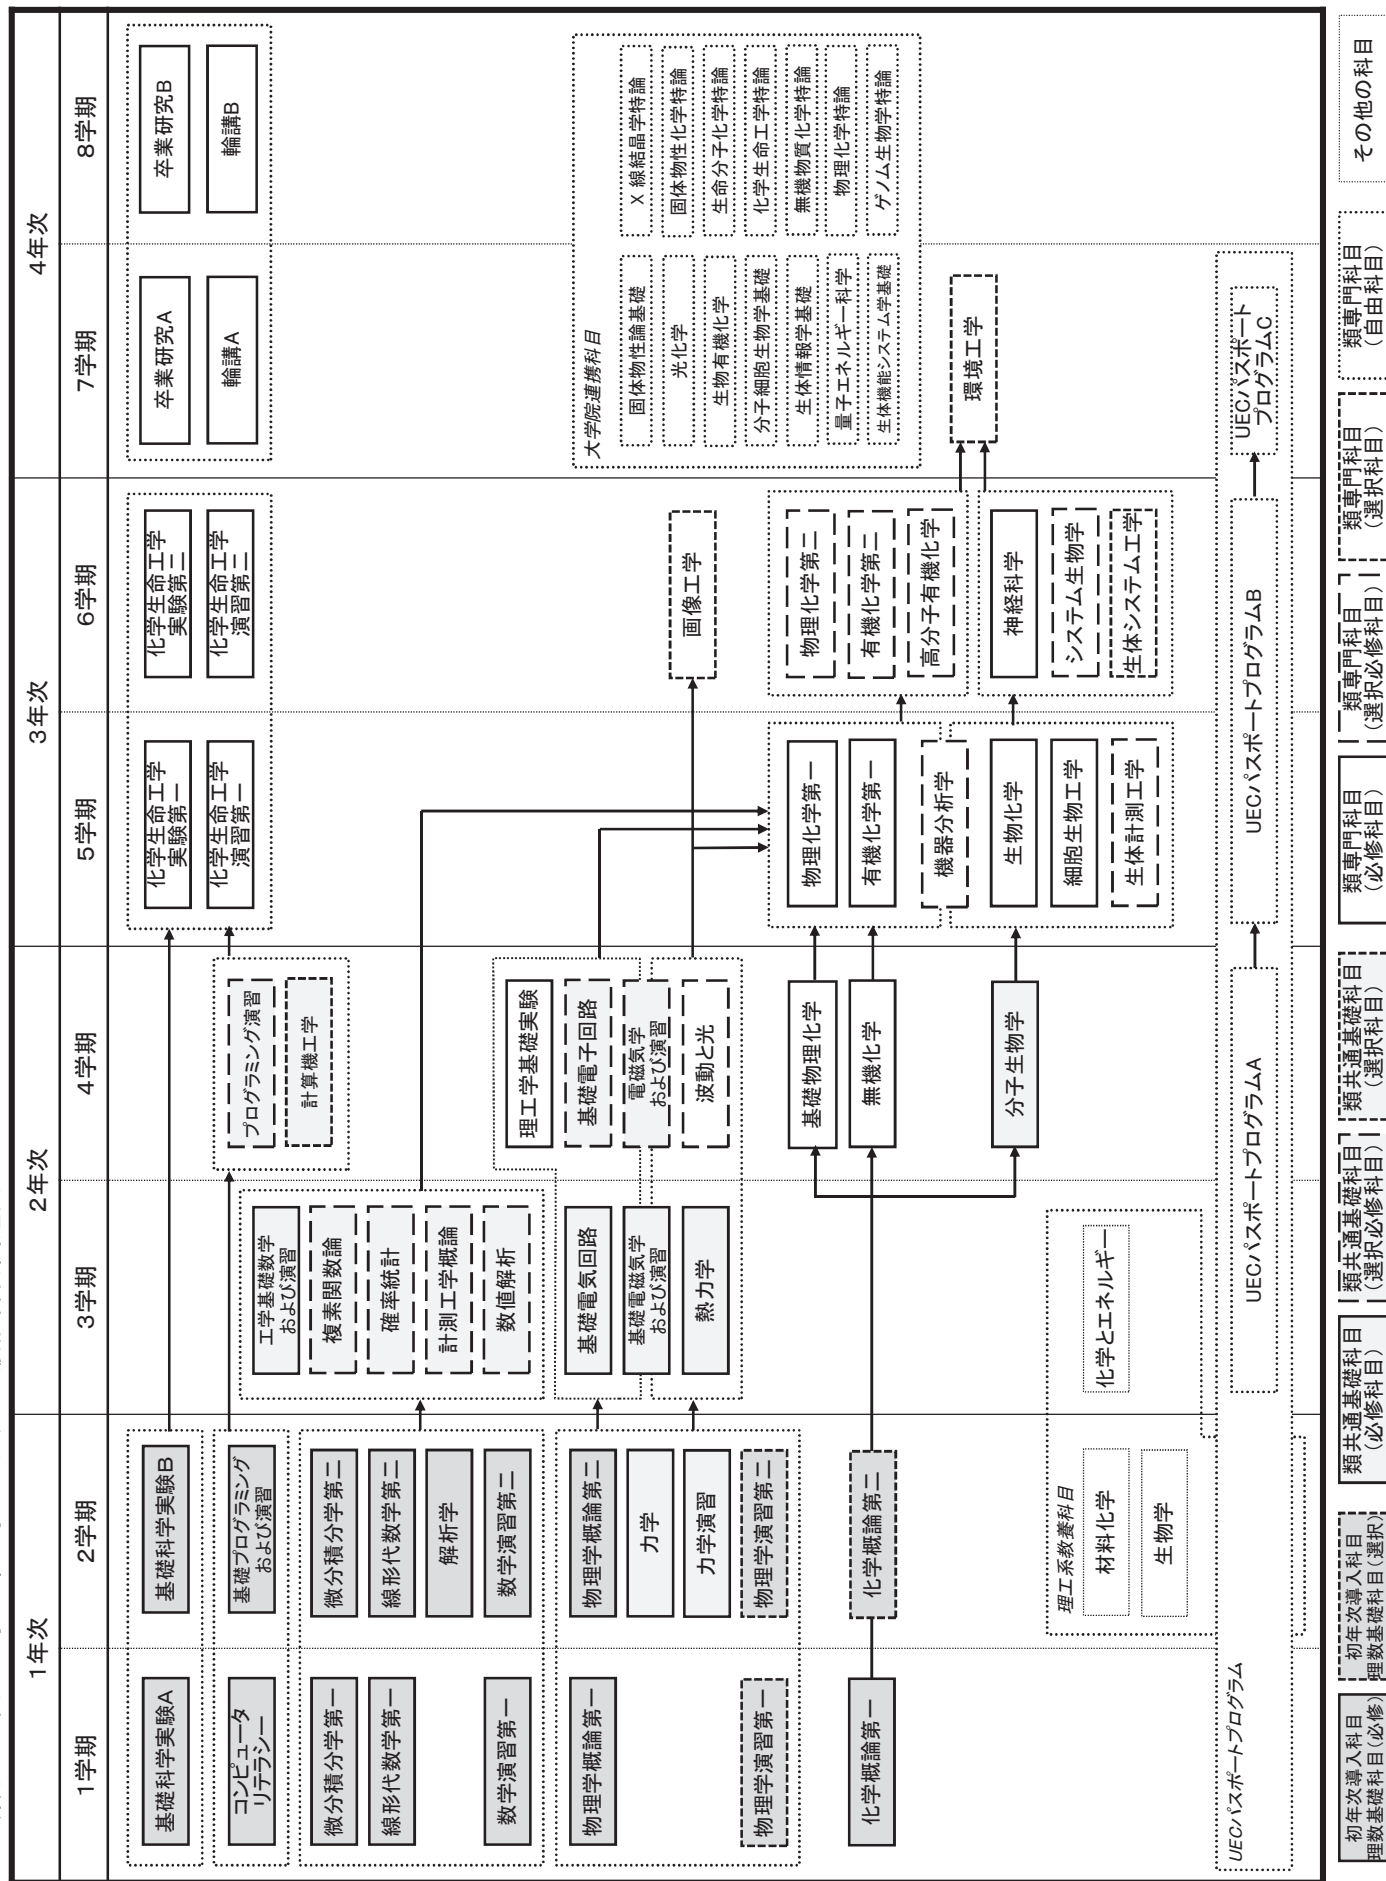 1年次
2年次
3年次
4年次
1学期
2学期
3学期
4学期
5学期
6学期
7学期
8学期
基礎科学実験A
基礎科学実験B
化学生命工学
実験第一
化学生命工学
演習第一
化学生命工学
実験第二
化学生命工学
演習第二
卒業研究A
輪講A
卒業研究B
輪講B
コンピュータ
リテラシー
基礎プログラミング
および演習
プログラミング演習
計算機工学
微分積分学第一
線形代数学第一
数学演習第一
微分積分学第二
線形代数学第二
解析学
数学演習第二
工学基礎数学
および演習
複素関数論
確率統計
計測工学概論
数値解析
物理学概論第一
物理学演習第一
物理学概論第二
力学
力学演習
物理学演習第二
基礎電気回路
基礎電磁気学
および演習
熱力学
理工学基礎実験
基礎電子回路
電磁気学
および演習
波動と光
画像工学
化学概論第一
化学概論第二
基礎物理化学
無機化学
分子生物学
物理化学第一
有機化学第一
機器分析学
生物化学
細胞生物工学
生体計測工学
物理化学第二
有機化学第二
高分子有機化学
神経科学
システム生物学
生体システム工学
環境工学
大学院連携科目
固体物性論基礎
光化学
生物有機化学
分子細胞生物学基礎
生体情報学基礎
量子エネルギー科学
生体機能システム学基礎
X 線結晶学特論
固体物性化学特論
生命分子化学特論
化学生命工学特論
無機物質化学特論
物理化学特論
ゲノム生物学特論
理工系教養科目
材料化学
生物学
化学とエネルギー
UECパスポートプログラム
UECパスポートプログラムA
UECパスポートプログラムB
UECパスポート
プログラムC
初年次導入科目
理数基礎科目(必修)
初年次導入科目
理数基礎科目(選択)
類共通基礎科目
(必修科目)
類共通基礎科目
(選択必修科目)
類共通基礎科目
(選択科目)
類専門科目
(必修科目)
類専門科目
(選択必修科目)
類専門科目
(選択科目)
類専門科目
(自由科目)
その他の科目